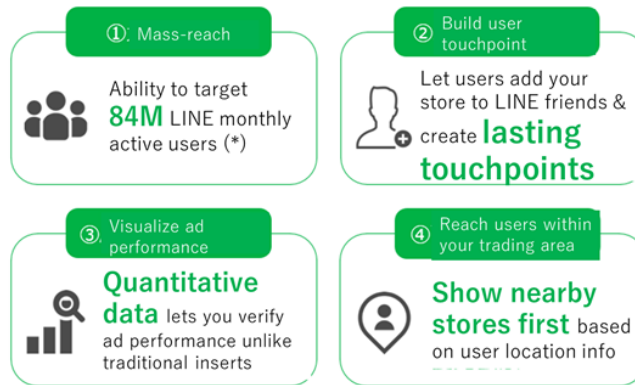 ①: Mass-reach
Ability to target
84M LINE monthly
active users (*)
② Build user
touchpoint
Let users add your
store to LINE friends &
create lasting
touchpoints
③: Visualize ad
performance
Quantitative
data lets you verify
ad performance unlike
traditional inserts
④ Reach users within
your trading area
Show nearby
stores first based
on user location info